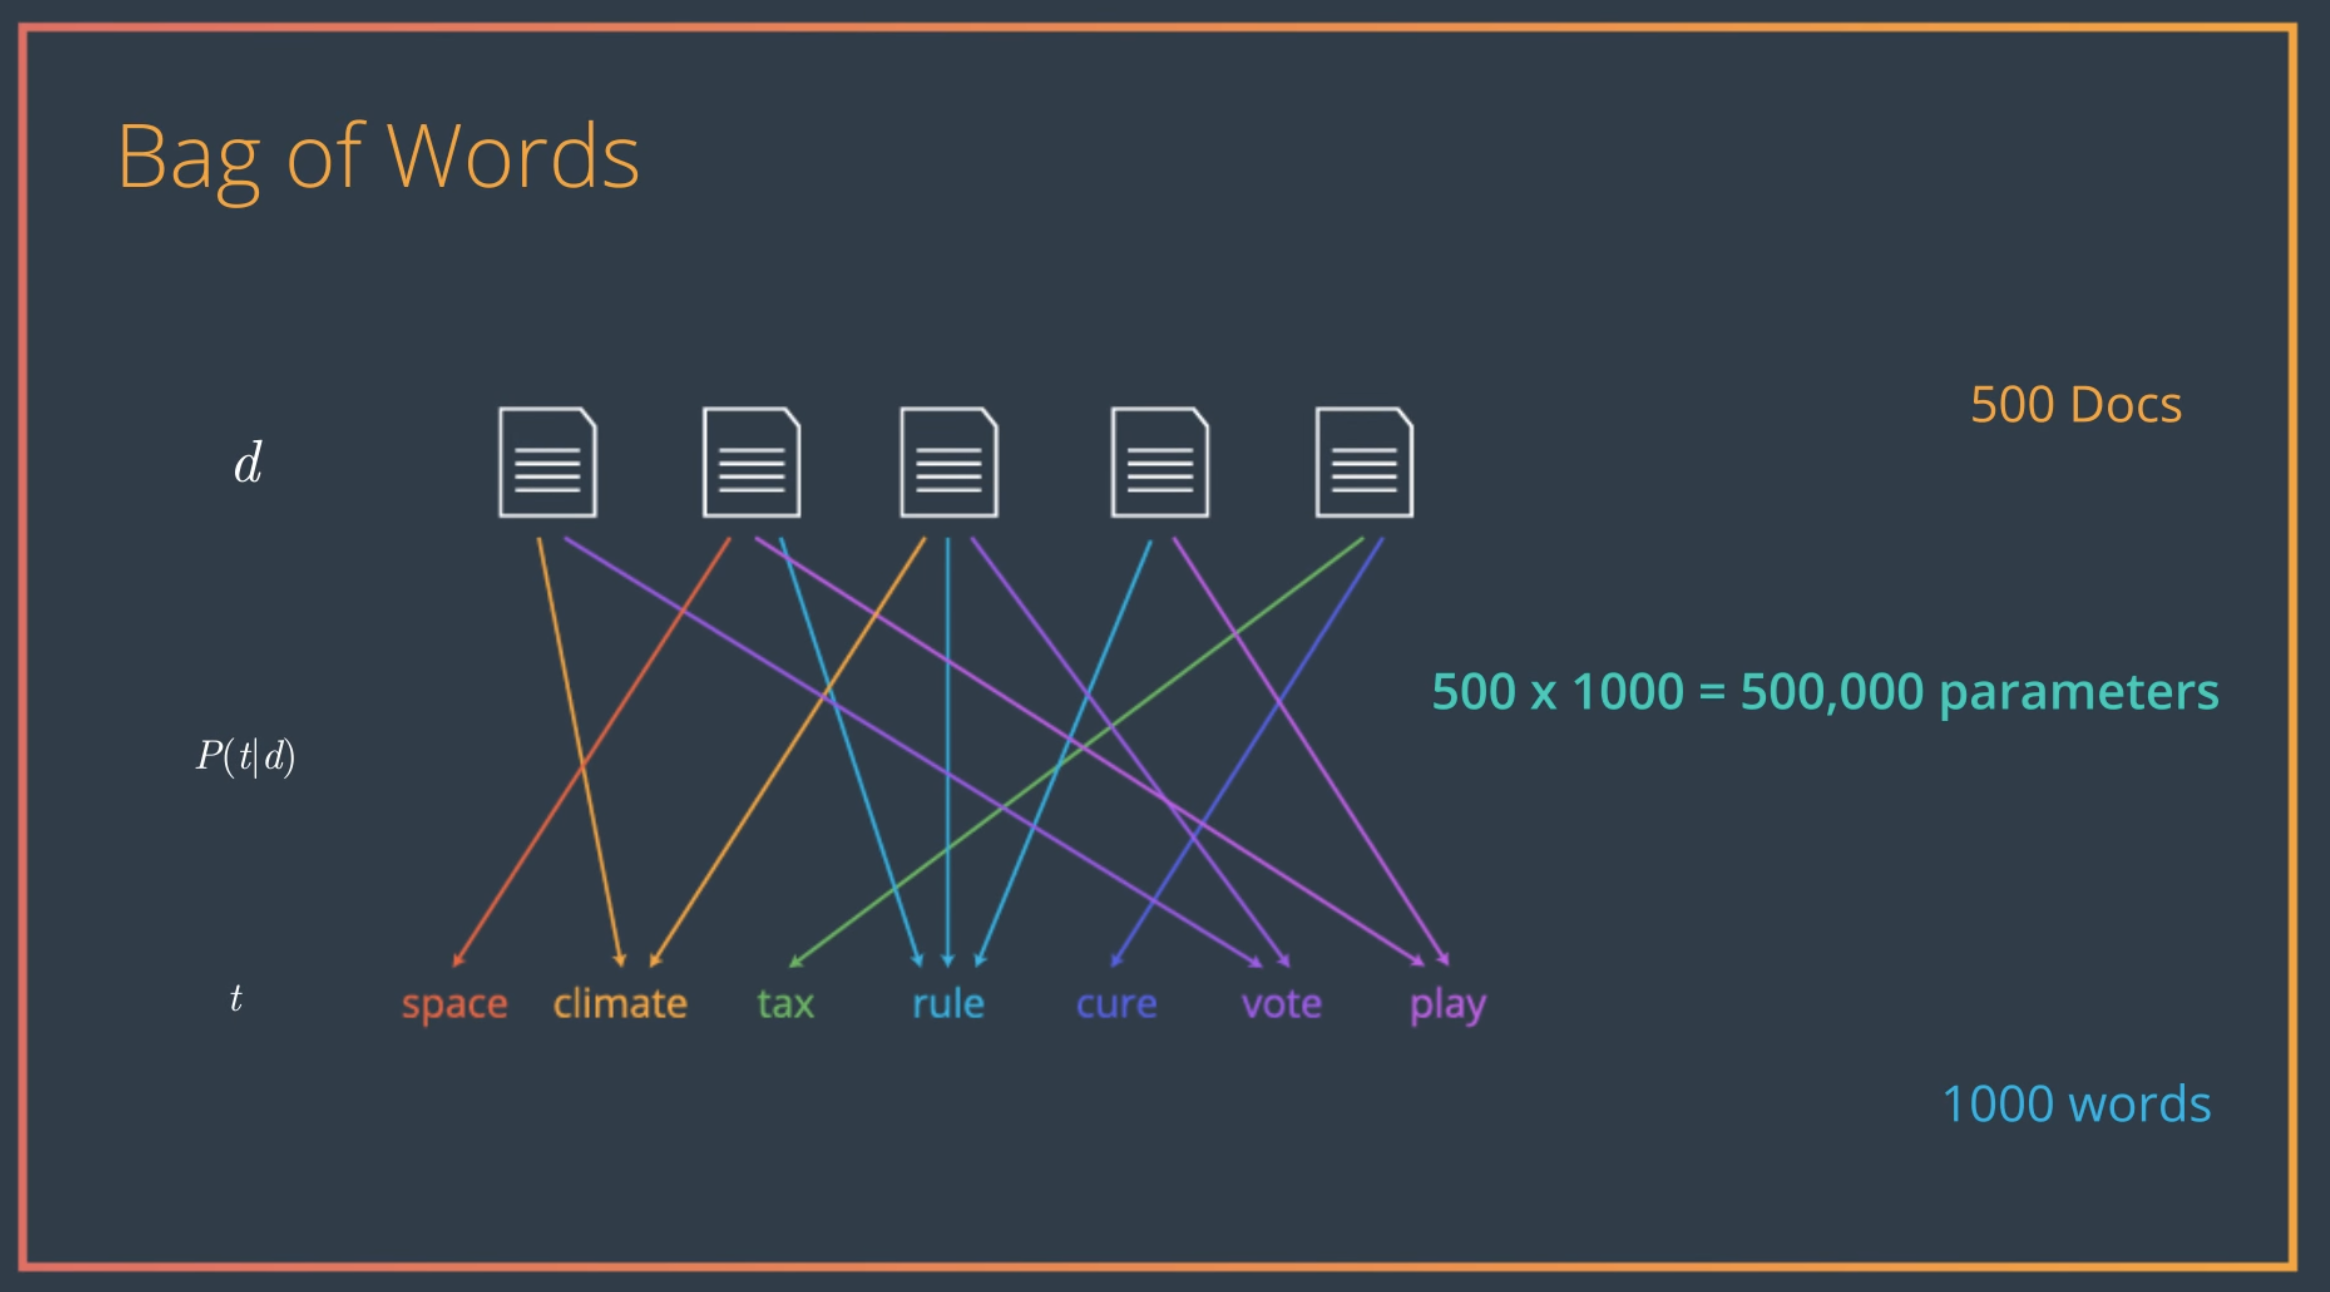 Bag of Words
500 Docs
d
500 x 1000 = 500,000 parameters
P(t|d)
t
space climate tax rule cure vote play
1000 words